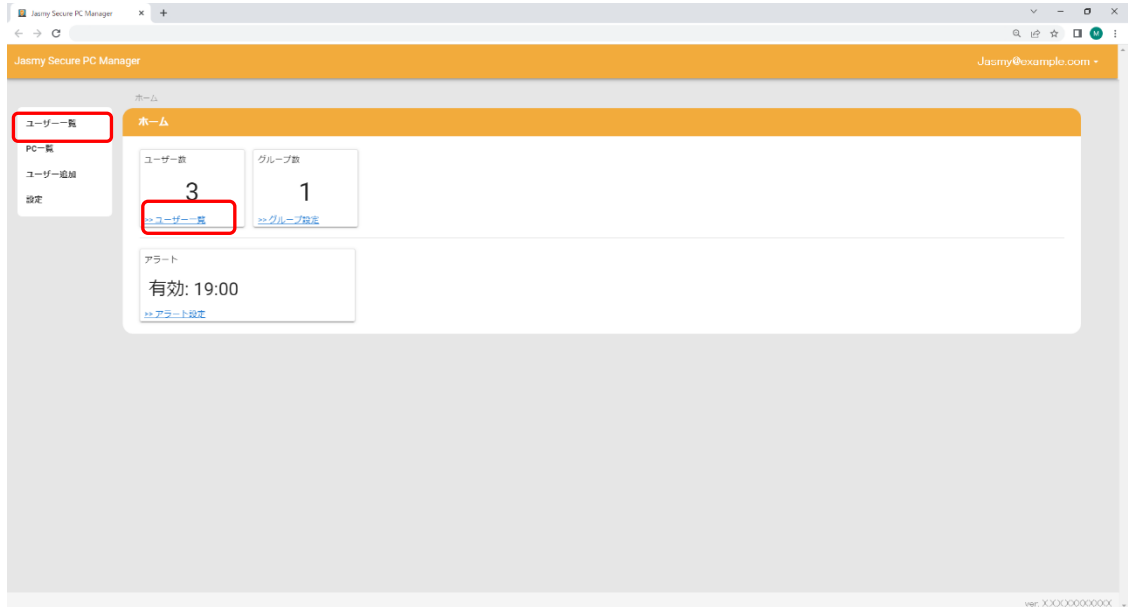 Jasmy Secure PC Manager
Jasmy Secure PC Manager
Jasmy@example.com
M
ホーム
ユーザー一覧
PC一覧
ユーザー追加
設定
ホーム
ユーザー数
3
>> ユーザー一覧
グループ数
1
>> グループ設定
アラート
有効: 19:00
>> アラート設定
ver. X.XXXXXXXXXX